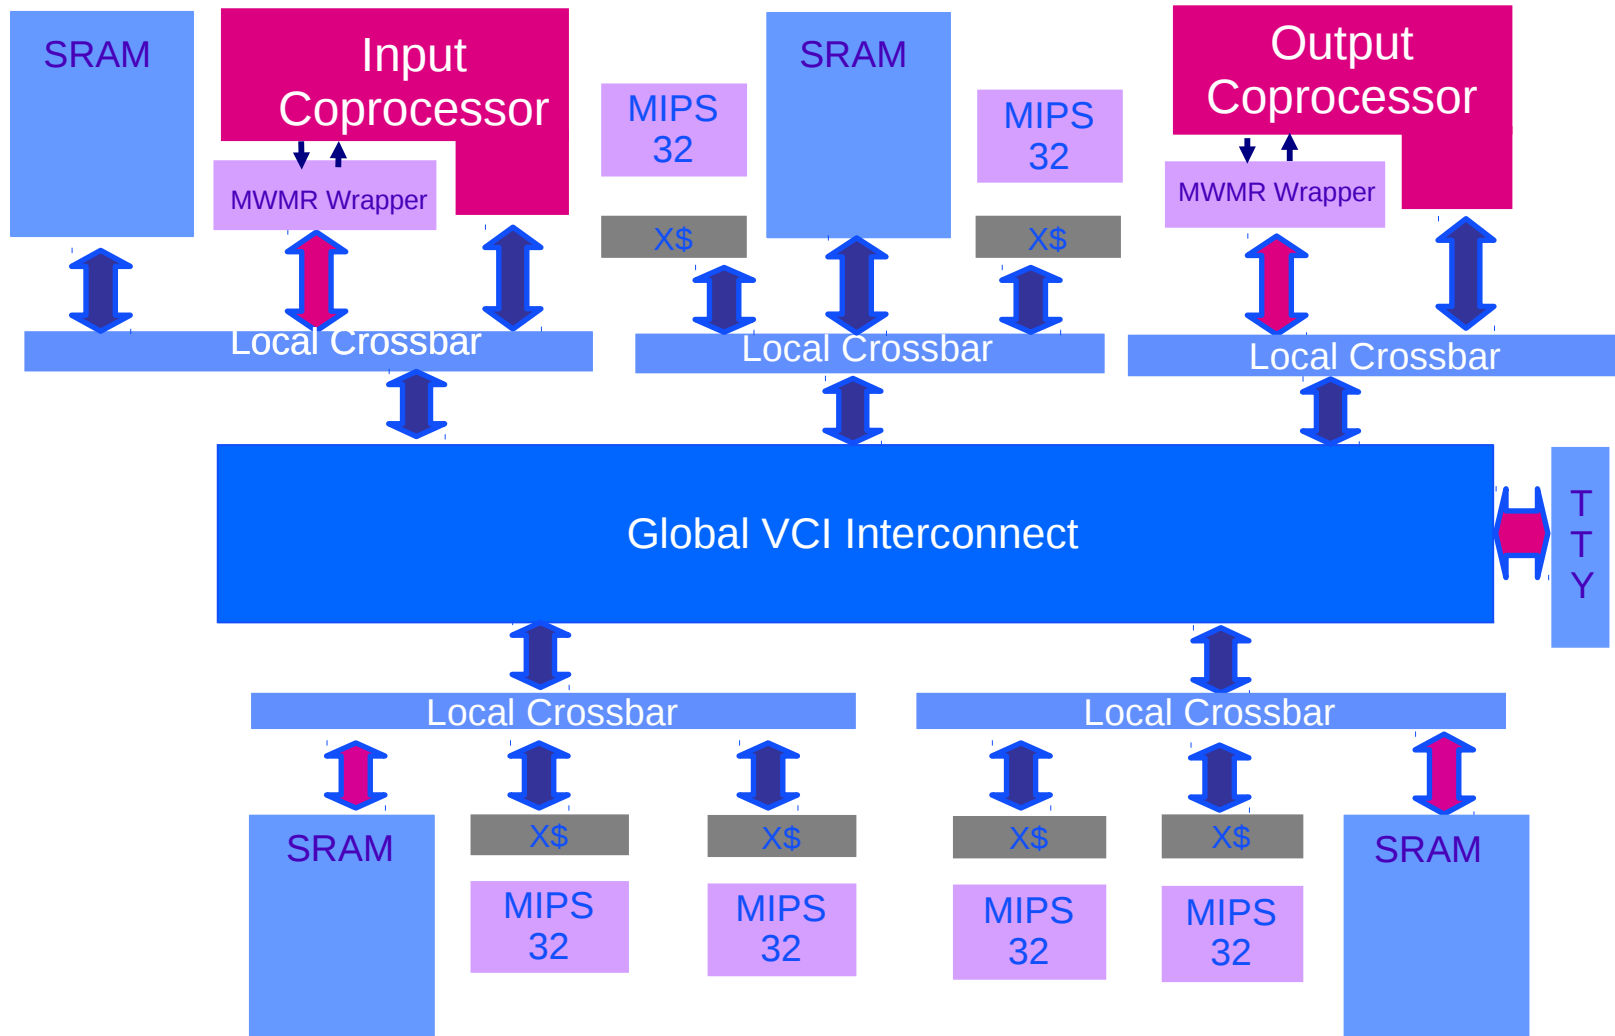 SRAM
Input
Coprocessor
MWMR Wrapper
MIPS
32
X$
SRAM
MIPS
32
X$
Output
Coprocessor
MWMR Wrapper
Local Crossbar
Local Crossbar
Local Crossbar
Global VCI Interconnect
T
T
Y
Local Crossbar
Local Crossbar
SRAM
X$
MIPS
32
X$
MIPS
32
X$
MIPS
32
X$
MIPS
32
SRAM